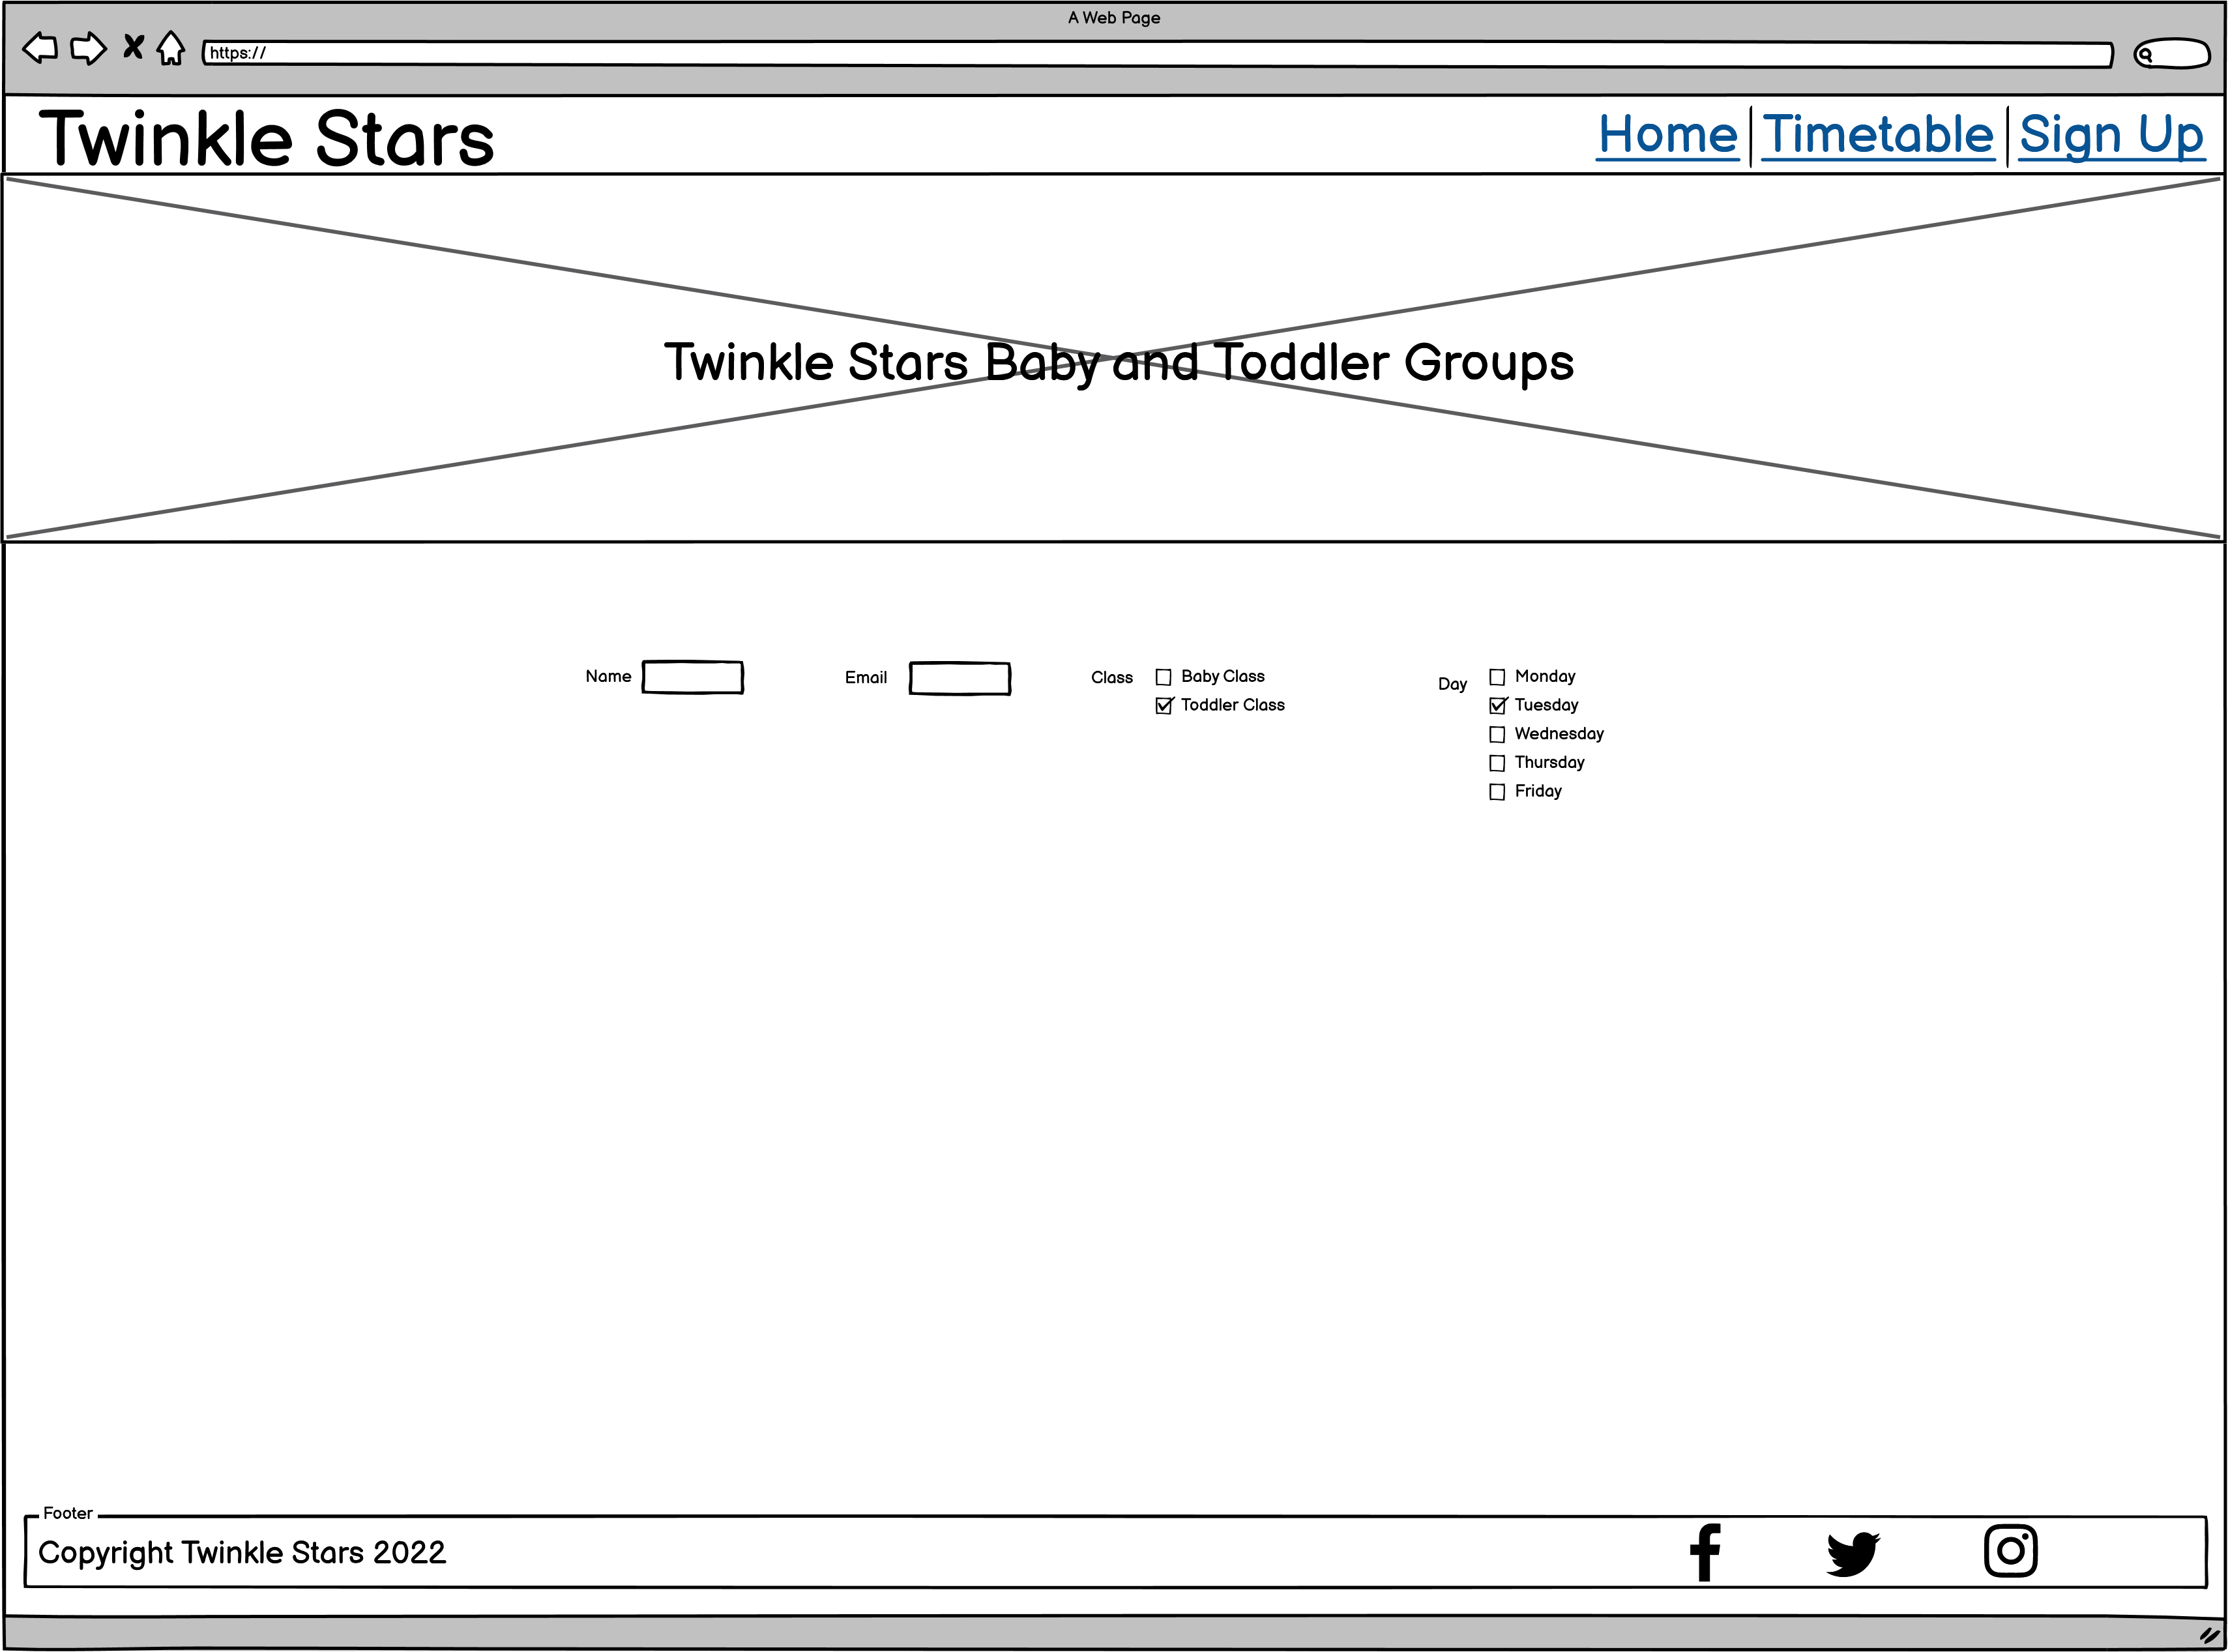 A Web Page
https://
Twinkle Stars
Home Timetable Sign Up
Twinkle Stars Baby and Toddler Groups
Name
Email
Class
Baby Class
Toddler Class
Day
Monday
Tuesday
Wednesday
Thursday
Friday
Footer
Copyright Twinkle Stars 2022